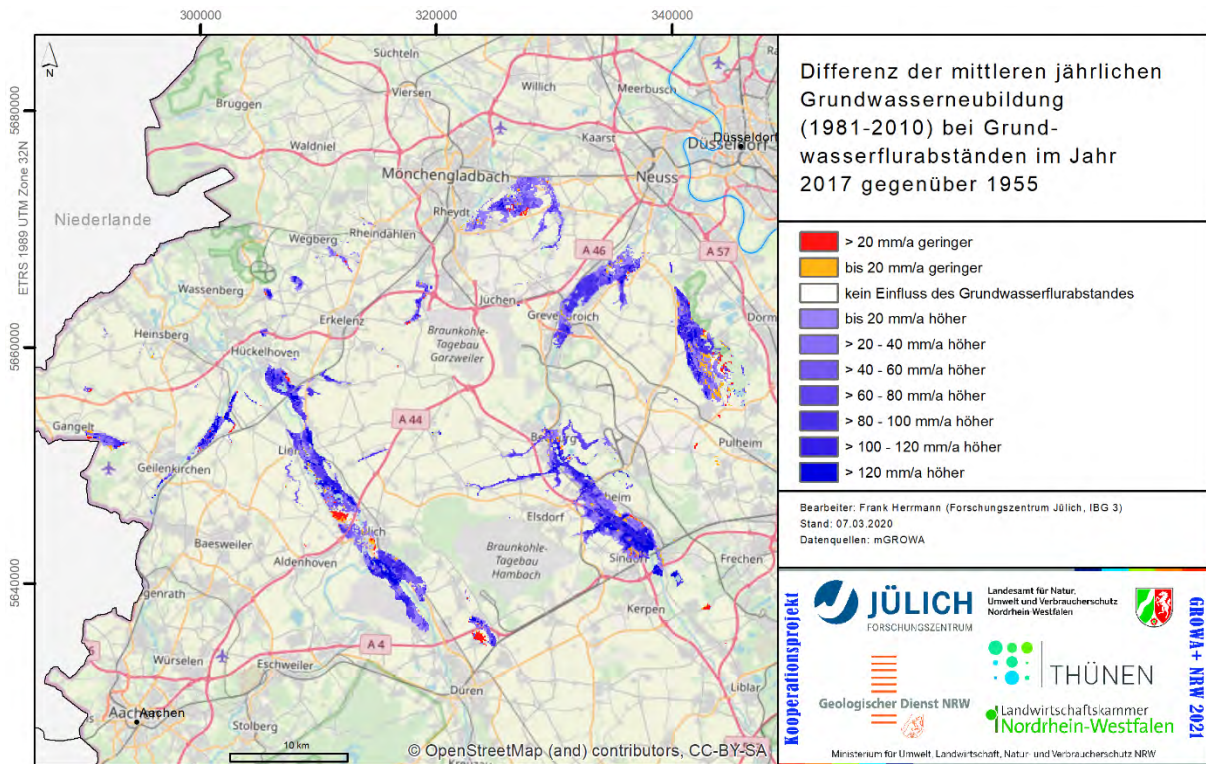 300000
320000
340000
5680000
5660000
5640000
ETRS 1989 UTM Zone 32N
N
Süchteln
Brüggen
Viersen
Willich
Meerbusch
Ratingen
Waldniel
Kaarst
Düsseldorf
Düsseldorf
Mönchengladbach
Neuss
Niederlande
Rheydt
Wegberg
Rheindahlen
A 46
A 57
Wassenberg
Jüchen
Erkelenz
Grevenbroich
Dorm
Heinsberg
Braunkohle-
Tagebau
Garzweiler
Hückelhoven
A 44
Gangelt
Pulheim
Geilenkirchen
Elsdorf
Baesweiler
Aldenhoven
Braunkohle-
Tagebau
Hambach
Sindorf
Frechen
Kerpen
Würselen
A 4
Eschweiler
Düren
Liblar
Aachen
Aachen
Stolberg
10 km
© OpenStreetMap (and) contributors, CC-BY-SA
Differenz der mittleren jährlichen
Grundwasserneubildung
(1981-2010) bei Grund-
wasserflurabständen im Jahr
2017 gegenüber 1955
> 20 mm/a geringer
bis 20 mm/a geringer
kein Einfluss des Grundwasserflurabstandes
bis 20 mm/a höher
> 20 - 40 mm/a höher
> 40 - 60 mm/a höher
> 60 - 80 mm/a höher
> 80 - 100 mm/a höher
> 100 - 120 mm/a höher
> 120 mm/a höher
Bearbeiter: Frank Herrmann (Forschungszentrum Jülich, IBG 3)
Stand: 07.03.2020
Datenquellen: mGROWA
Kooperationsprojekt
JÜLICH
FORSCHUNGSZENTRUM
Landesamt für Natur,
Umwelt und Verbraucherschutz
Nordrhein-Westfalen
GROWA+ NRW 2021
Geologischer Dienst NRW
THÜNEN
Landwirtschaftskammer
Nordrhein-Westfalen
Ministerium für Umwelt, Landwirtschaft, Natur- und Verbraucherschutz NRW